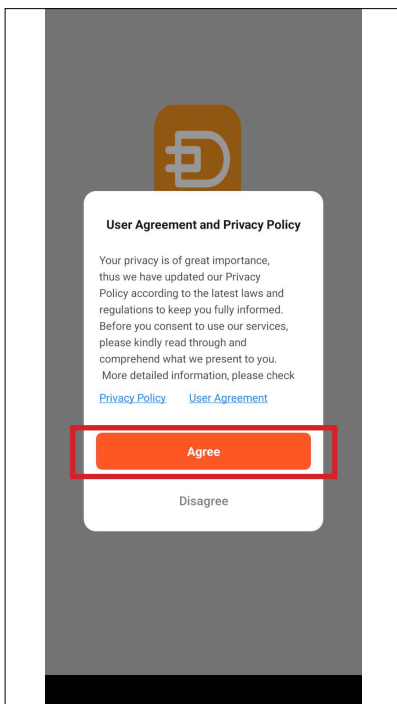 User Agreement and Privacy Policy
Your privacy is of great importance,
thus we have updated our Privacy
Policy according to the latest laws and
regulations to keep you fully informed.
Before you consent to use our services,
please kindly read through and
comprehend what we present to you.
More detailed information, please check
Privacy Policy User Agreement
Agree
Disagree